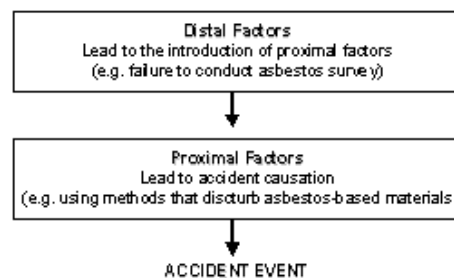 Distal Factors
Lead to the introduction of proximal factors
(e.g. failure to conduct asbestos survey)
Proximal Factors
Lead to accident causation
(e.g. using methods that discturb asbestos-based materials
ACCIDENT EVENT